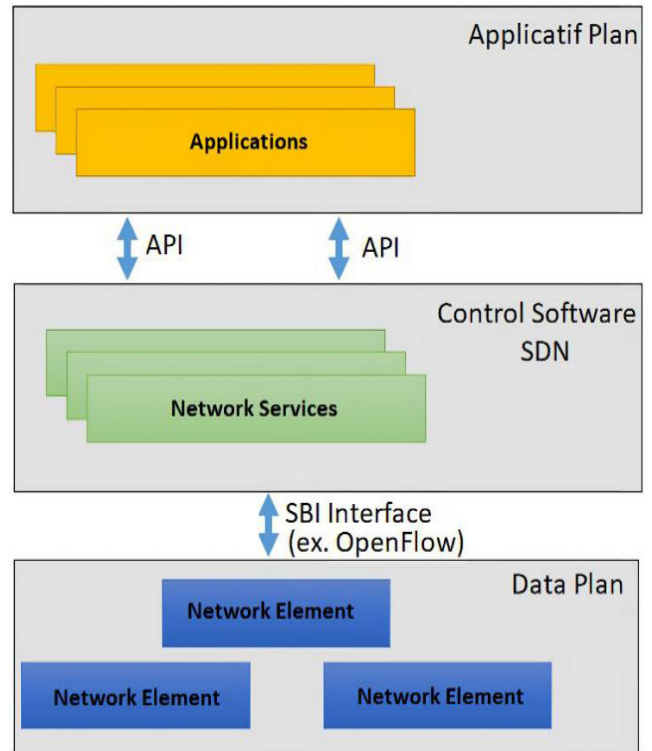 Applicatif Plan
Applications
API
API
Control Software
SDN
Network Services
SBI Interface
(ex. OpenFlow)
Data Plan
Network Element
Network Element
Network Element